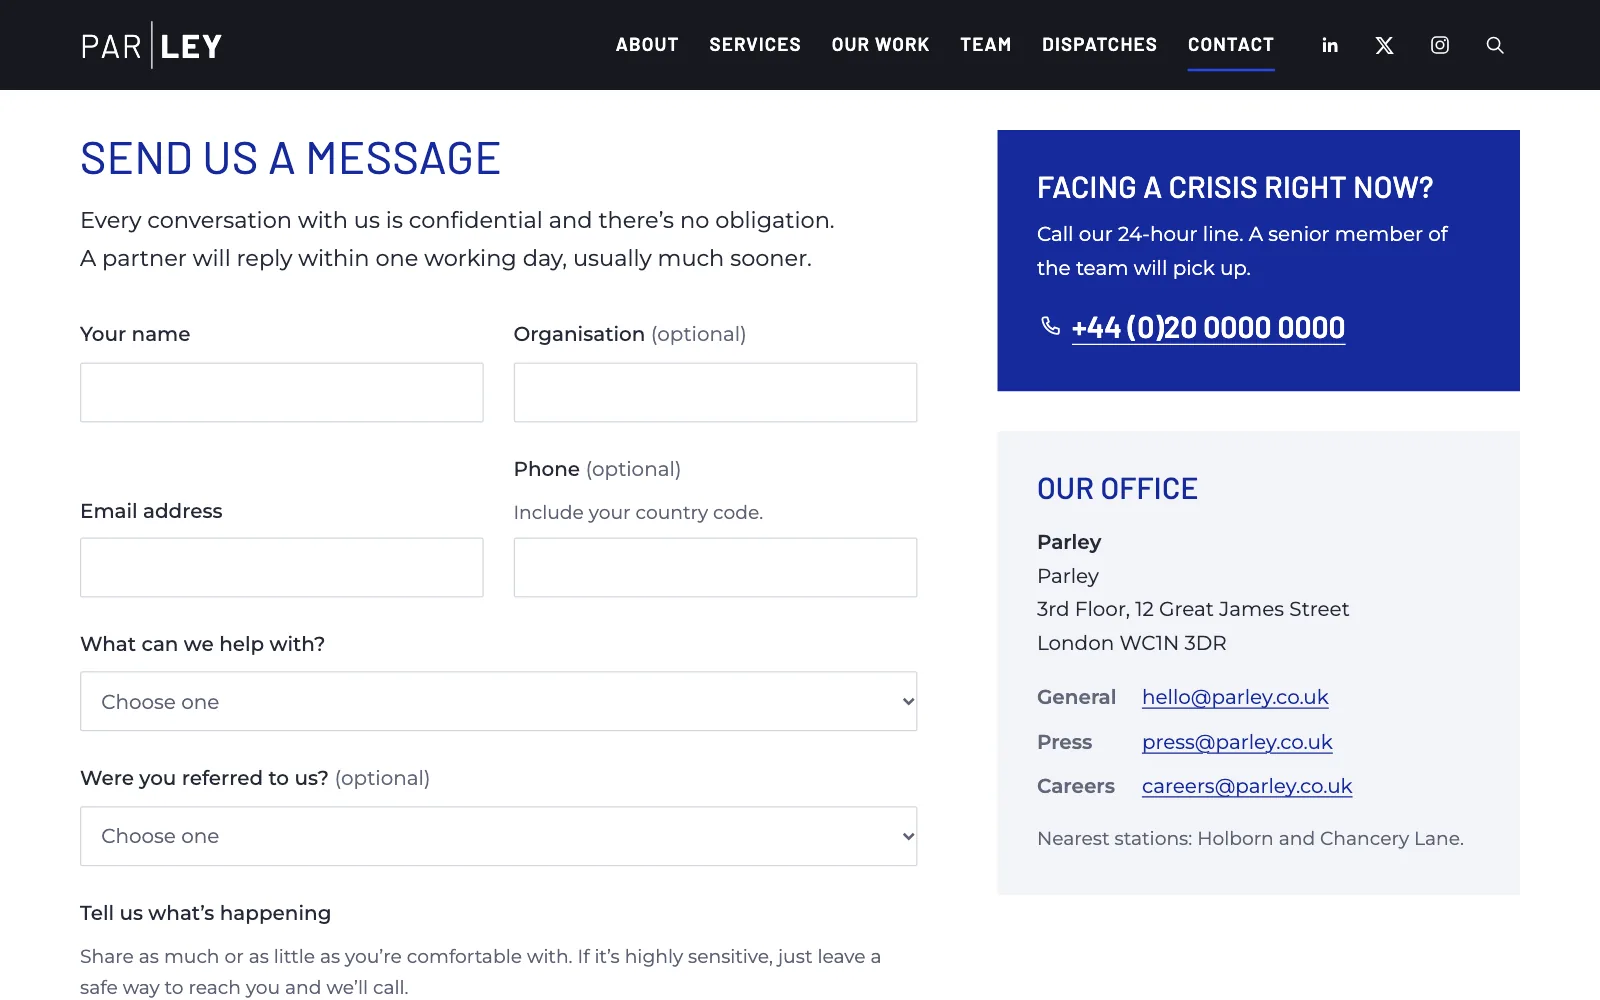 PAR|LEY
ABOUT SERVICES OUR WORK TEAM DISPATCHES CONTACT
SEND US A MESSAGE
Every conversation with us is confidential and there’s no obligation.
A partner will reply within one working day, usually much sooner.
Your name
Organisation (optional)
Email address
Phone (optional)
Include your country code.
What can we help with?
Choose one
Were you referred to us? (optional)
Choose one
Tell us what’s happening
Share as much or as little as you’re comfortable with. If it’s highly sensitive, just leave a
safe way to reach you and we’ll call.
FACING A CRISIS RIGHT NOW?
Call our 24-hour line. A senior member of
the team will pick up.
+44 (0)20 0000 0000
OUR OFFICE
Parley
Parley
3rd Floor, 12 Great James Street
London WC1N 3DR
General hello@parley.co.uk
Press press@parley.co.uk
Careers careers@parley.co.uk
Nearest stations: Holborn and Chancery Lane.